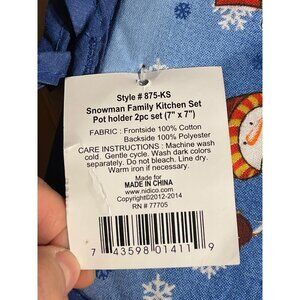 Style # 875-KS
Snowman Family Kitchen Set
Pot holder 2pc set (7" x 7")
FABRIC : Frontside 100% Cotton
Backside 100% Polyester
CARE INSTRUCTIONS : Machine wash
cold. Gentle cycle. Wash dark colors
separately. Do not bleach. Line dry.
Warm iron if necessary.
Made for
MADE IN CHINA
www.nidico.com
©2012-2014
RN # 77705
7 43598 01411 9